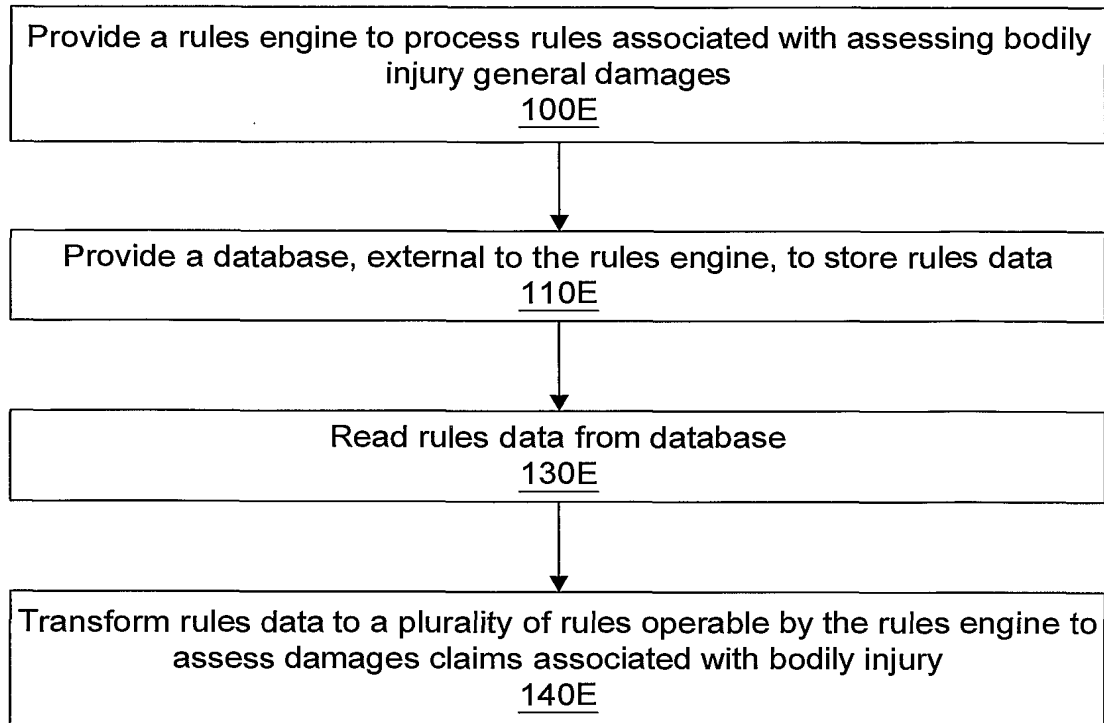 Provide a rules engine to process rules associated with assessing bodily
injury general damages
100E
Provide a database, external to the rules engine, to store rules data
110E
Read rules data from database
130E
Transform rules data to a plurality of rules operable by the rules engine to
assess damages claims associated with bodily injury
140E